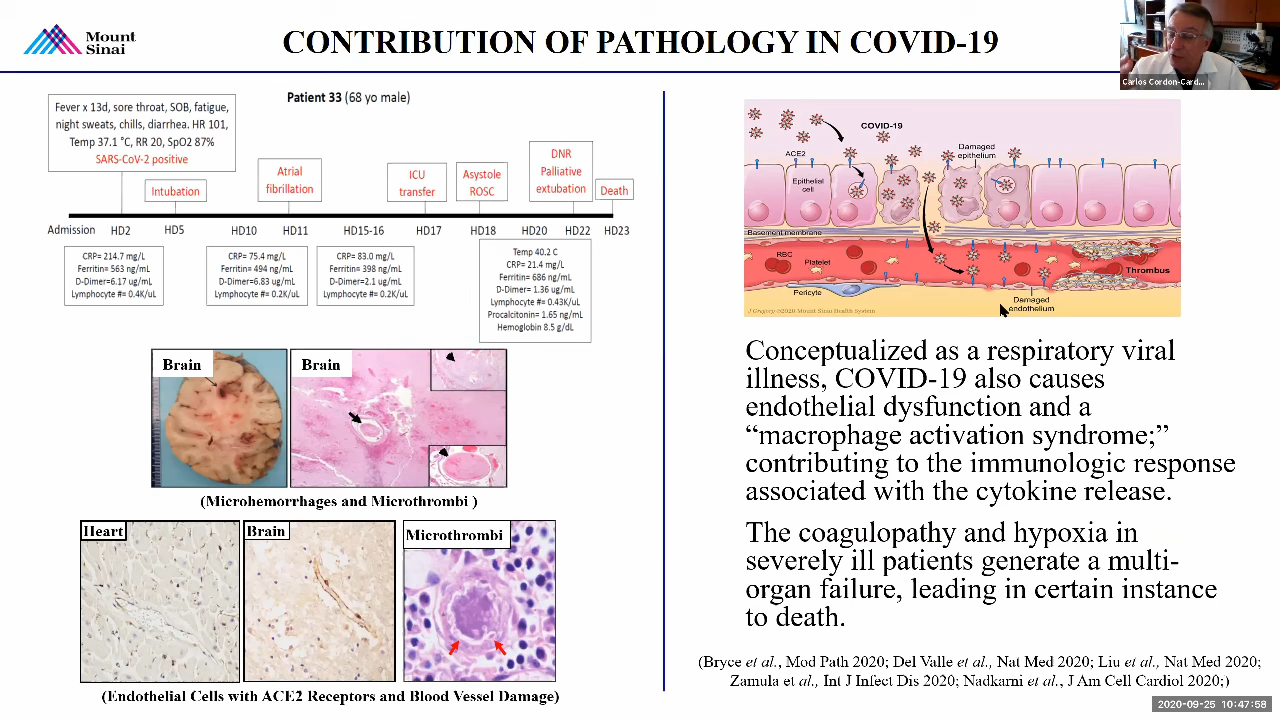 Mount
Sinai
CONTRIBUTION OF PATHOLOGY IN COVID-19
Carlos Cordon-Card...
Patient 33 (68 yo male)
Fever x 13d, sore throat, SOB, fatigue,
night sweats, chills, diarrhea. HR 101,
Temp 37.1 °C, RR 20, SpO2 87%
SARS-CoV-2 positive
Intubation
Atrial
fibrillation
ICU
transfer
Asystole
ROSC
DNR
Palliative
extubation
Death
Admission HD2 HD5 HD10 HD11 HD15-16 HD17 HD18 HD20 HD22 HD23
CRP= 214.7 mg/L
Ferritin= 563 ng/mL
D-Dimer=6.17 ug/mL
Lymphocyte #= 0.4K/uL
CRP= 75.4 mg/L
Ferritin= 494 ng/mL
D-Dimer=6.83 ug/mL
Lymphocyte #= 0.2K/uL
CRP= 83.0 mg/L
Ferritin= 398 ng/mL
D-Dimer=2.1 ug/mL
Lymphocyte #= 0.2K/uL
Temp 40.2 C
CRP= 21.4 mg/L
Ferritin= 686 ng/mL
D-Dimer= 1.36 ug/mL
Lymphocyte #= 0.43K/uL
Procalcitonin= 1.65 ng/mL
Hemoglobin 8.5 g/dL
Brain
Brain
(Microhemorrhages and Microthrombi )
Heart
Brain
Microthrombi
(Endothelial Cells with ACE2 Receptors and Blood Vessel Damage)
COVID-19
ACE2
Damaged
epithelium
Epithelial
cell
Basement membrane
RBC
Platelet
Thrombus
Pericyte
Damaged
endothelium
J Gregory ©2020 Mount Sinai Health System
Conceptualized as a respiratory viral
illness, COVID-19 also causes
endothelial dysfunction and a
“macrophage activation syndrome;”
contributing to the immunologic response
associated with the cytokine release.
The coagulopathy and hypoxia in
severely ill patients generate a multi-
organ failure, leading in certain instance
to death.
(Bryce et al., Mod Path 2020; Del Valle et al., Nat Med 2020; Liu et al., Nat Med 2020;
Zamula et al., Int J Infect Dis 2020; Nadkarni et al., J Am Cell Cardiol 2020;)
2020-09-25 10:47:58